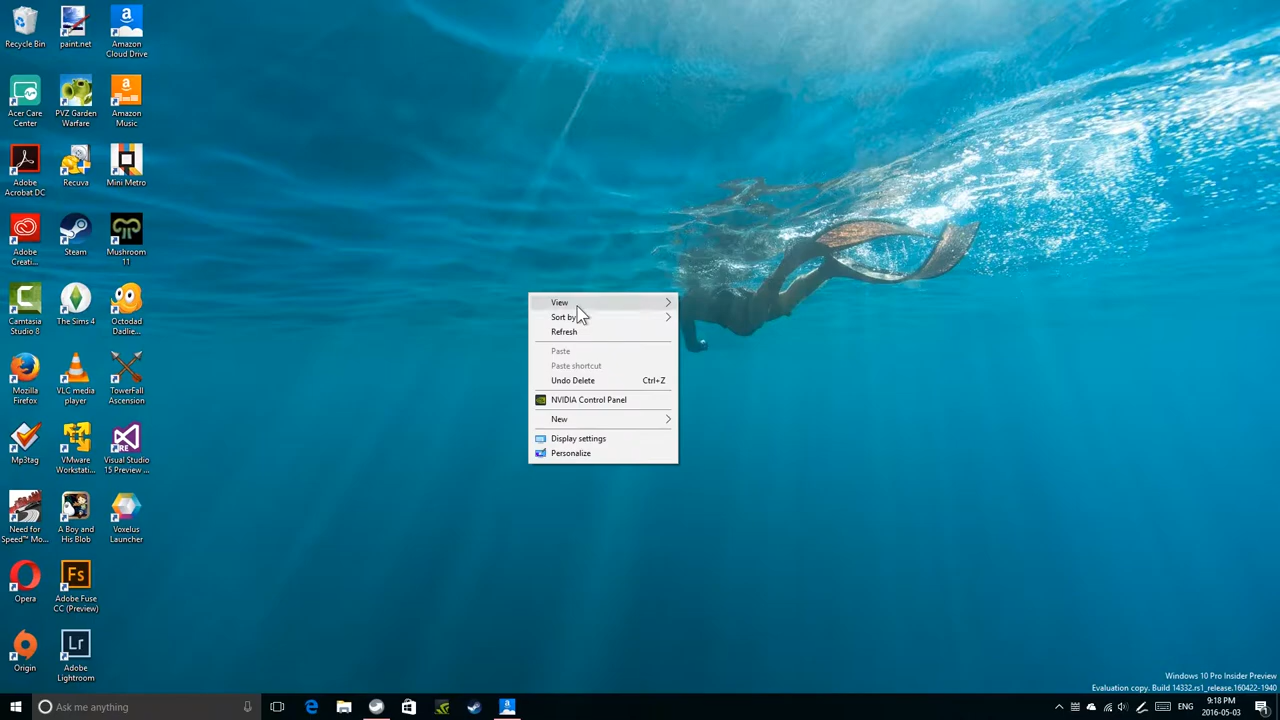 Recycle Bin
paint.net
Amazon
Cloud Drive
Acer Care
Center
PVZ Garden
Warfare
Amazon
Music
Adobe
Acrobat DC
Recuva
Mini Metro
Adobe
Creati...
Steam
Mushroom
11
Camtasia
Studio 8
The Sims 4
Octodad
Dadlie...
Mozilla
Firefox
VLC media
player
TowerFall
Ascension
Mp3tag
VMware
Workstati...
Visual Studio
15 Preview ...
Need for
Speed™ Mo...
A Boy and
His Blob
Voxelus
Launcher
Opera
Adobe Fuse
CC (Preview)
Origin
Adobe
Lightroom
View
Sort by
Refresh
Paste
Paste shortcut
Undo Delete Ctrl+Z
NVIDIA Control Panel
New
Display settings
Personalize
Windows 10 Pro Insider Preview
Evaluation copy. Build 14332.rs1_release.160422-1940
Ask me anything
ENG
9:18 PM
2016-05-03